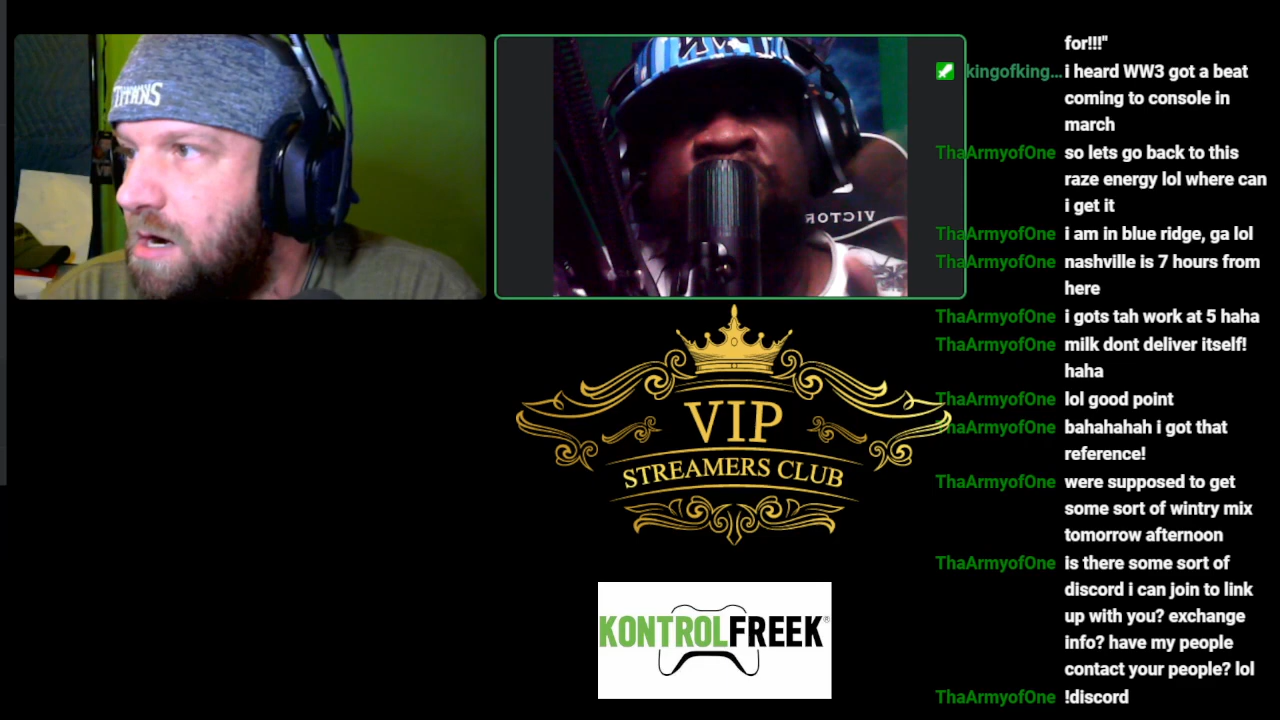 TITANS
VICTOR
VIP
STREAMERS CLUB
KONTROLFREEK®
for!!!"
kingofking... i heard WW3 got a beat
coming to console in
march
ThaArmyofOne so lets go back to this
raze energy lol where can
i get it
ThaArmyofOne i am in blue ridge, ga lol
ThaArmyofOne nashville is 7 hours from
here
ThaArmyofOne i gots tah work at 5 haha
ThaArmyofOne milk dont deliver itself!
haha
ThaArmyofOne lol good point
ThaArmyofOne bahahahah i got that
reference!
ThaArmyofOne were supposed to get
some sort of wintry mix
tomorrow afternoon
ThaArmyofOne is there some sort of
discord i can join to link
up with you? exchange
info? have my people
contact your people? lol
ThaArmyofOne !discord